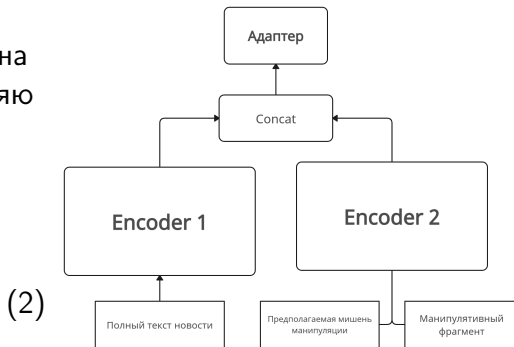 Адаптер
на
яю
Concat
Encoder 1
Encoder 2
(2)
Полный текст новости
Предполагаемая мишень
манипуляции
Манипулятивный
фрагмент